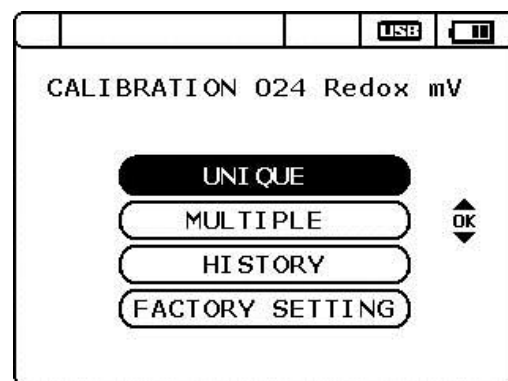 USB
CALIBRATION 024 Redox mV
UNIQUE
MULTIPLE
OK
HISTORY
FACTORY SETTING